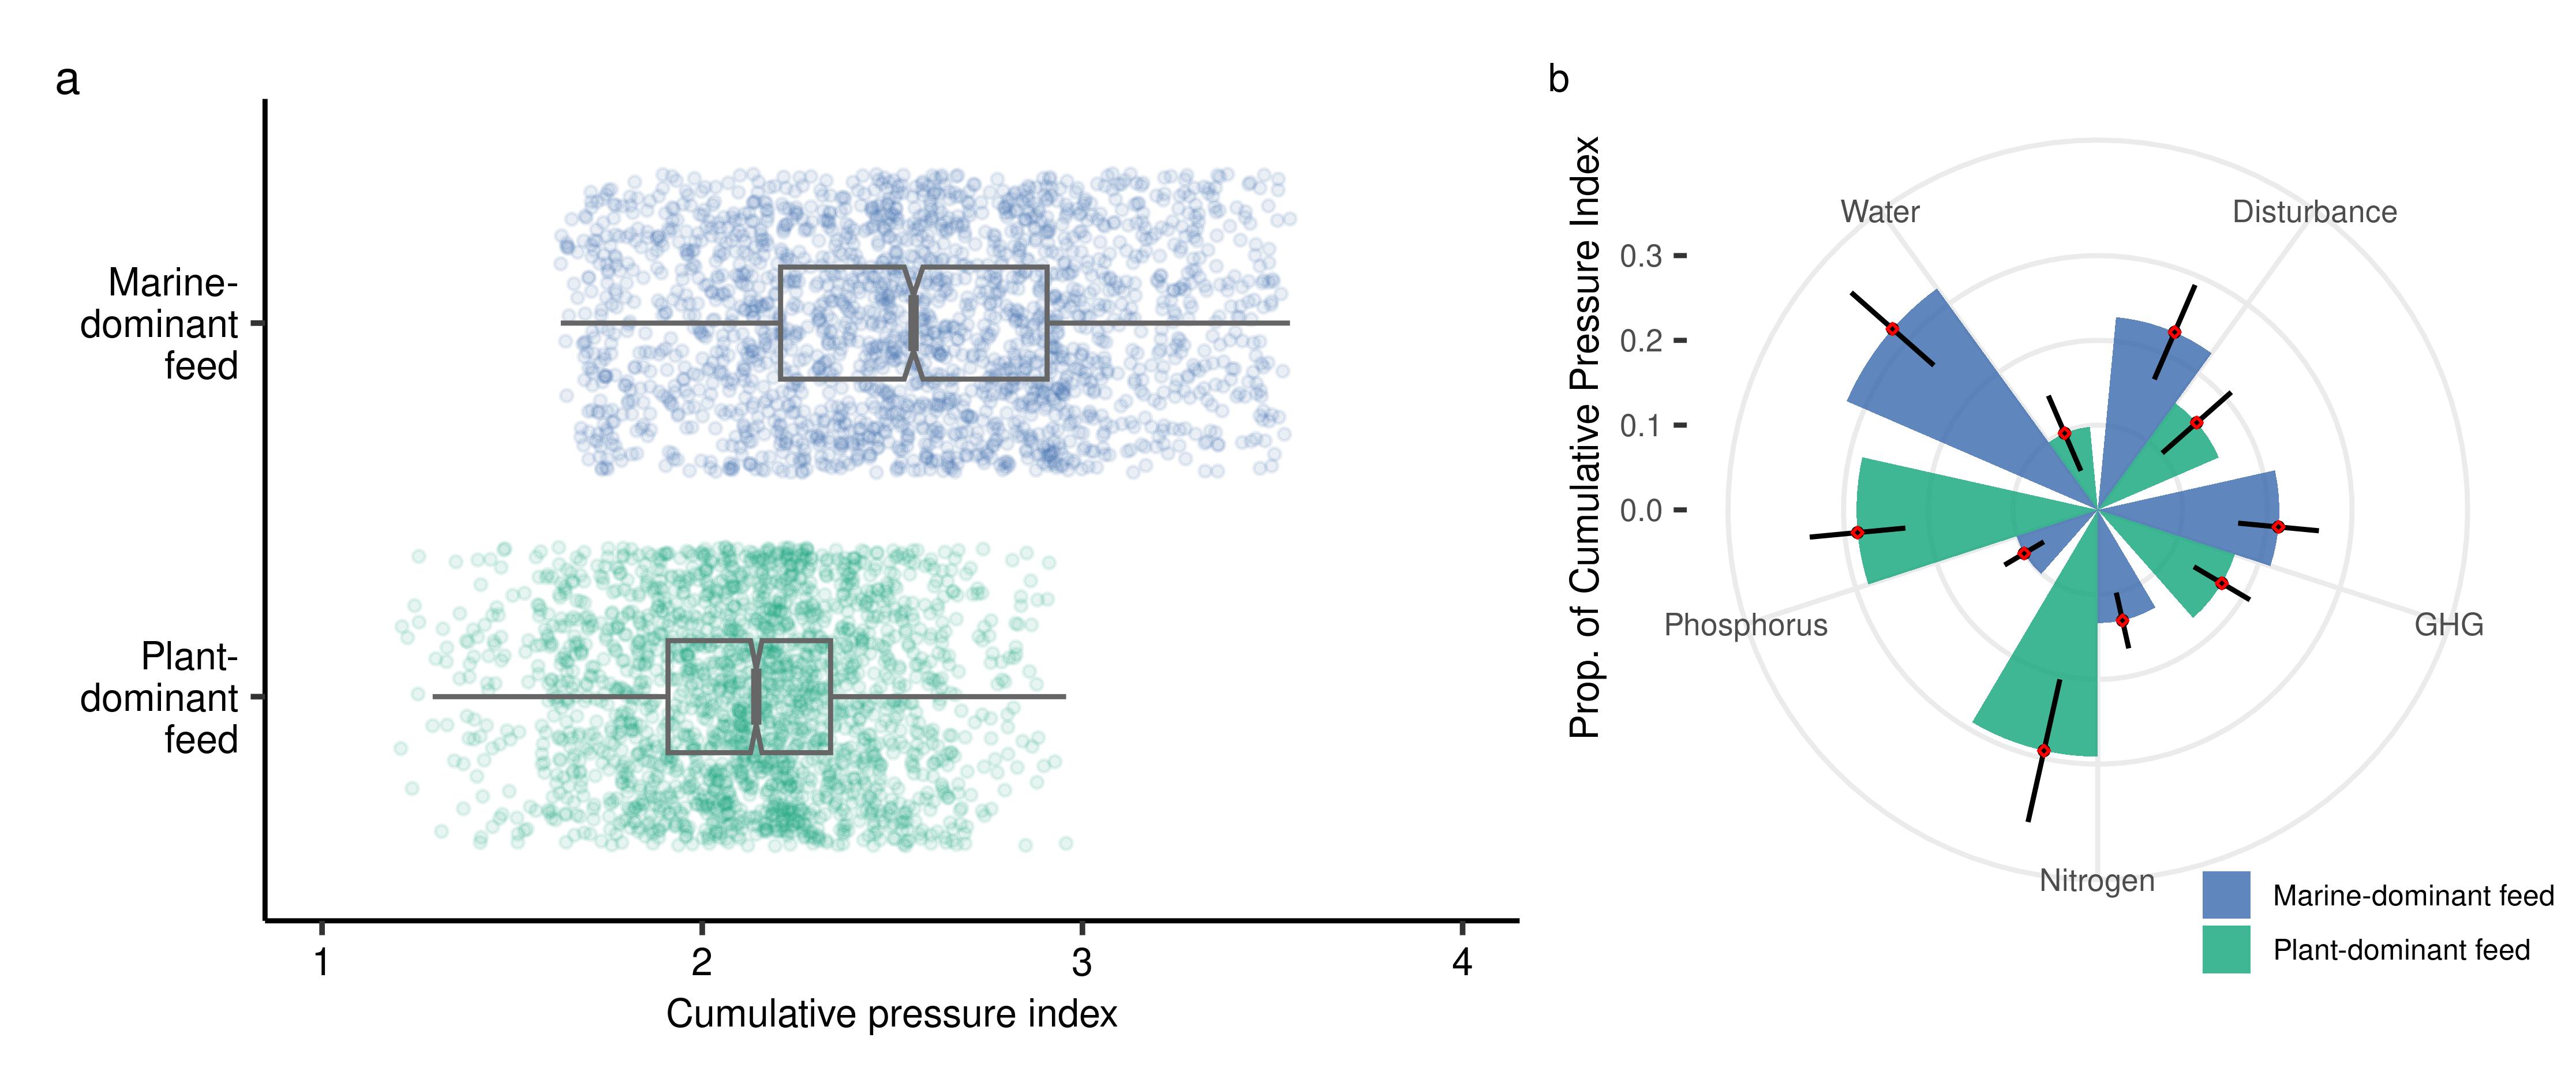 a
Marine-
dominant
feed
Plant-
dominant
feed
1 2 3 4
Cumulative pressure index
b
Prop. of Cumulative Pressure Index
0.3
0.2
0.1
0.0
Water
Disturbance
Phosphorus
GHG
Nitrogen
Marine-dominant feed
Plant-dominant feed